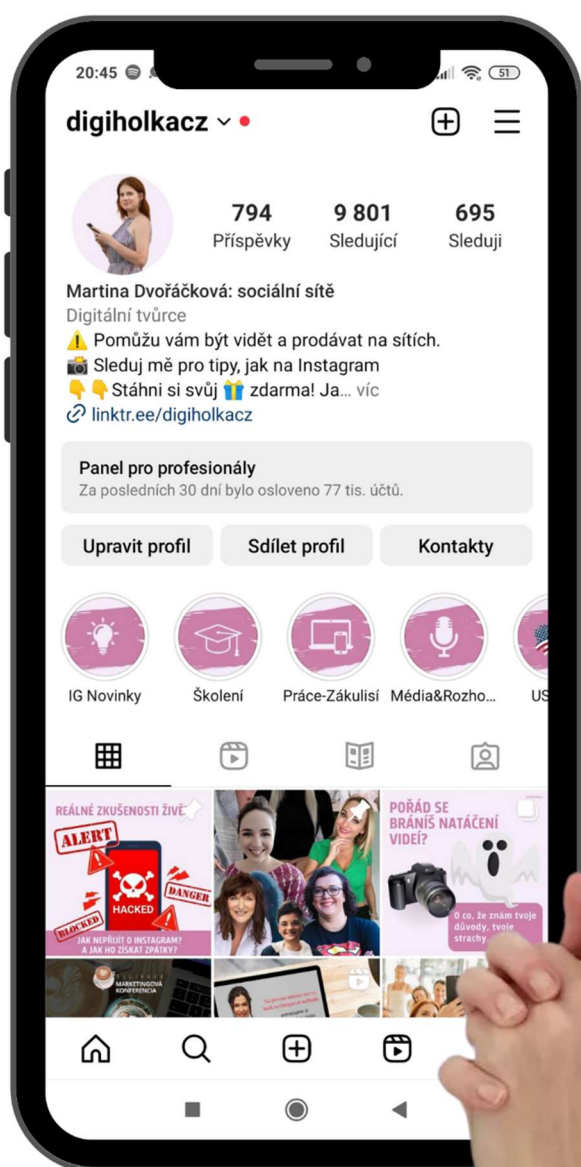 20:45
51
digiholkacz
794
9 801
695
Příspěvky
Sledující
Sleduji
Martina Dvořáčková: sociální sítě
Digitální tvůrce
⚠️ Pomůžu vám být vidět a prodávat na sítích.
📸 Sleduj mě pro tipy, jak na Instagram
👇👇Stáhni si svůj 🎁 zdarma! Ja... víc
linktr.ee/digiholkacz
Panel pro profesionály
Za posledních 30 dní bylo osloveno 77 tis. účtů.
Upravit profil
Sdílet profil
Kontakty
IG Novinky
Školení
Práce-Zákulisí
Média&Rozho...
US
REÁLNÉ ZKUŠENOSTI ŽIVĚ
ALERT
DANGER
HACKED
BLOCKED
JAK NEPŘIJÍT O INSTAGRAM?
A JAK HO ZÍSKAT ZPÁTKY?
POŘÁD SE
BRÁNÍŠ NATÁČENÍ
VIDEÍ?
O co, že znám tvoje
důvody, tvoje
strachy.
MARKETINGOVÁ
KONFERENCIA